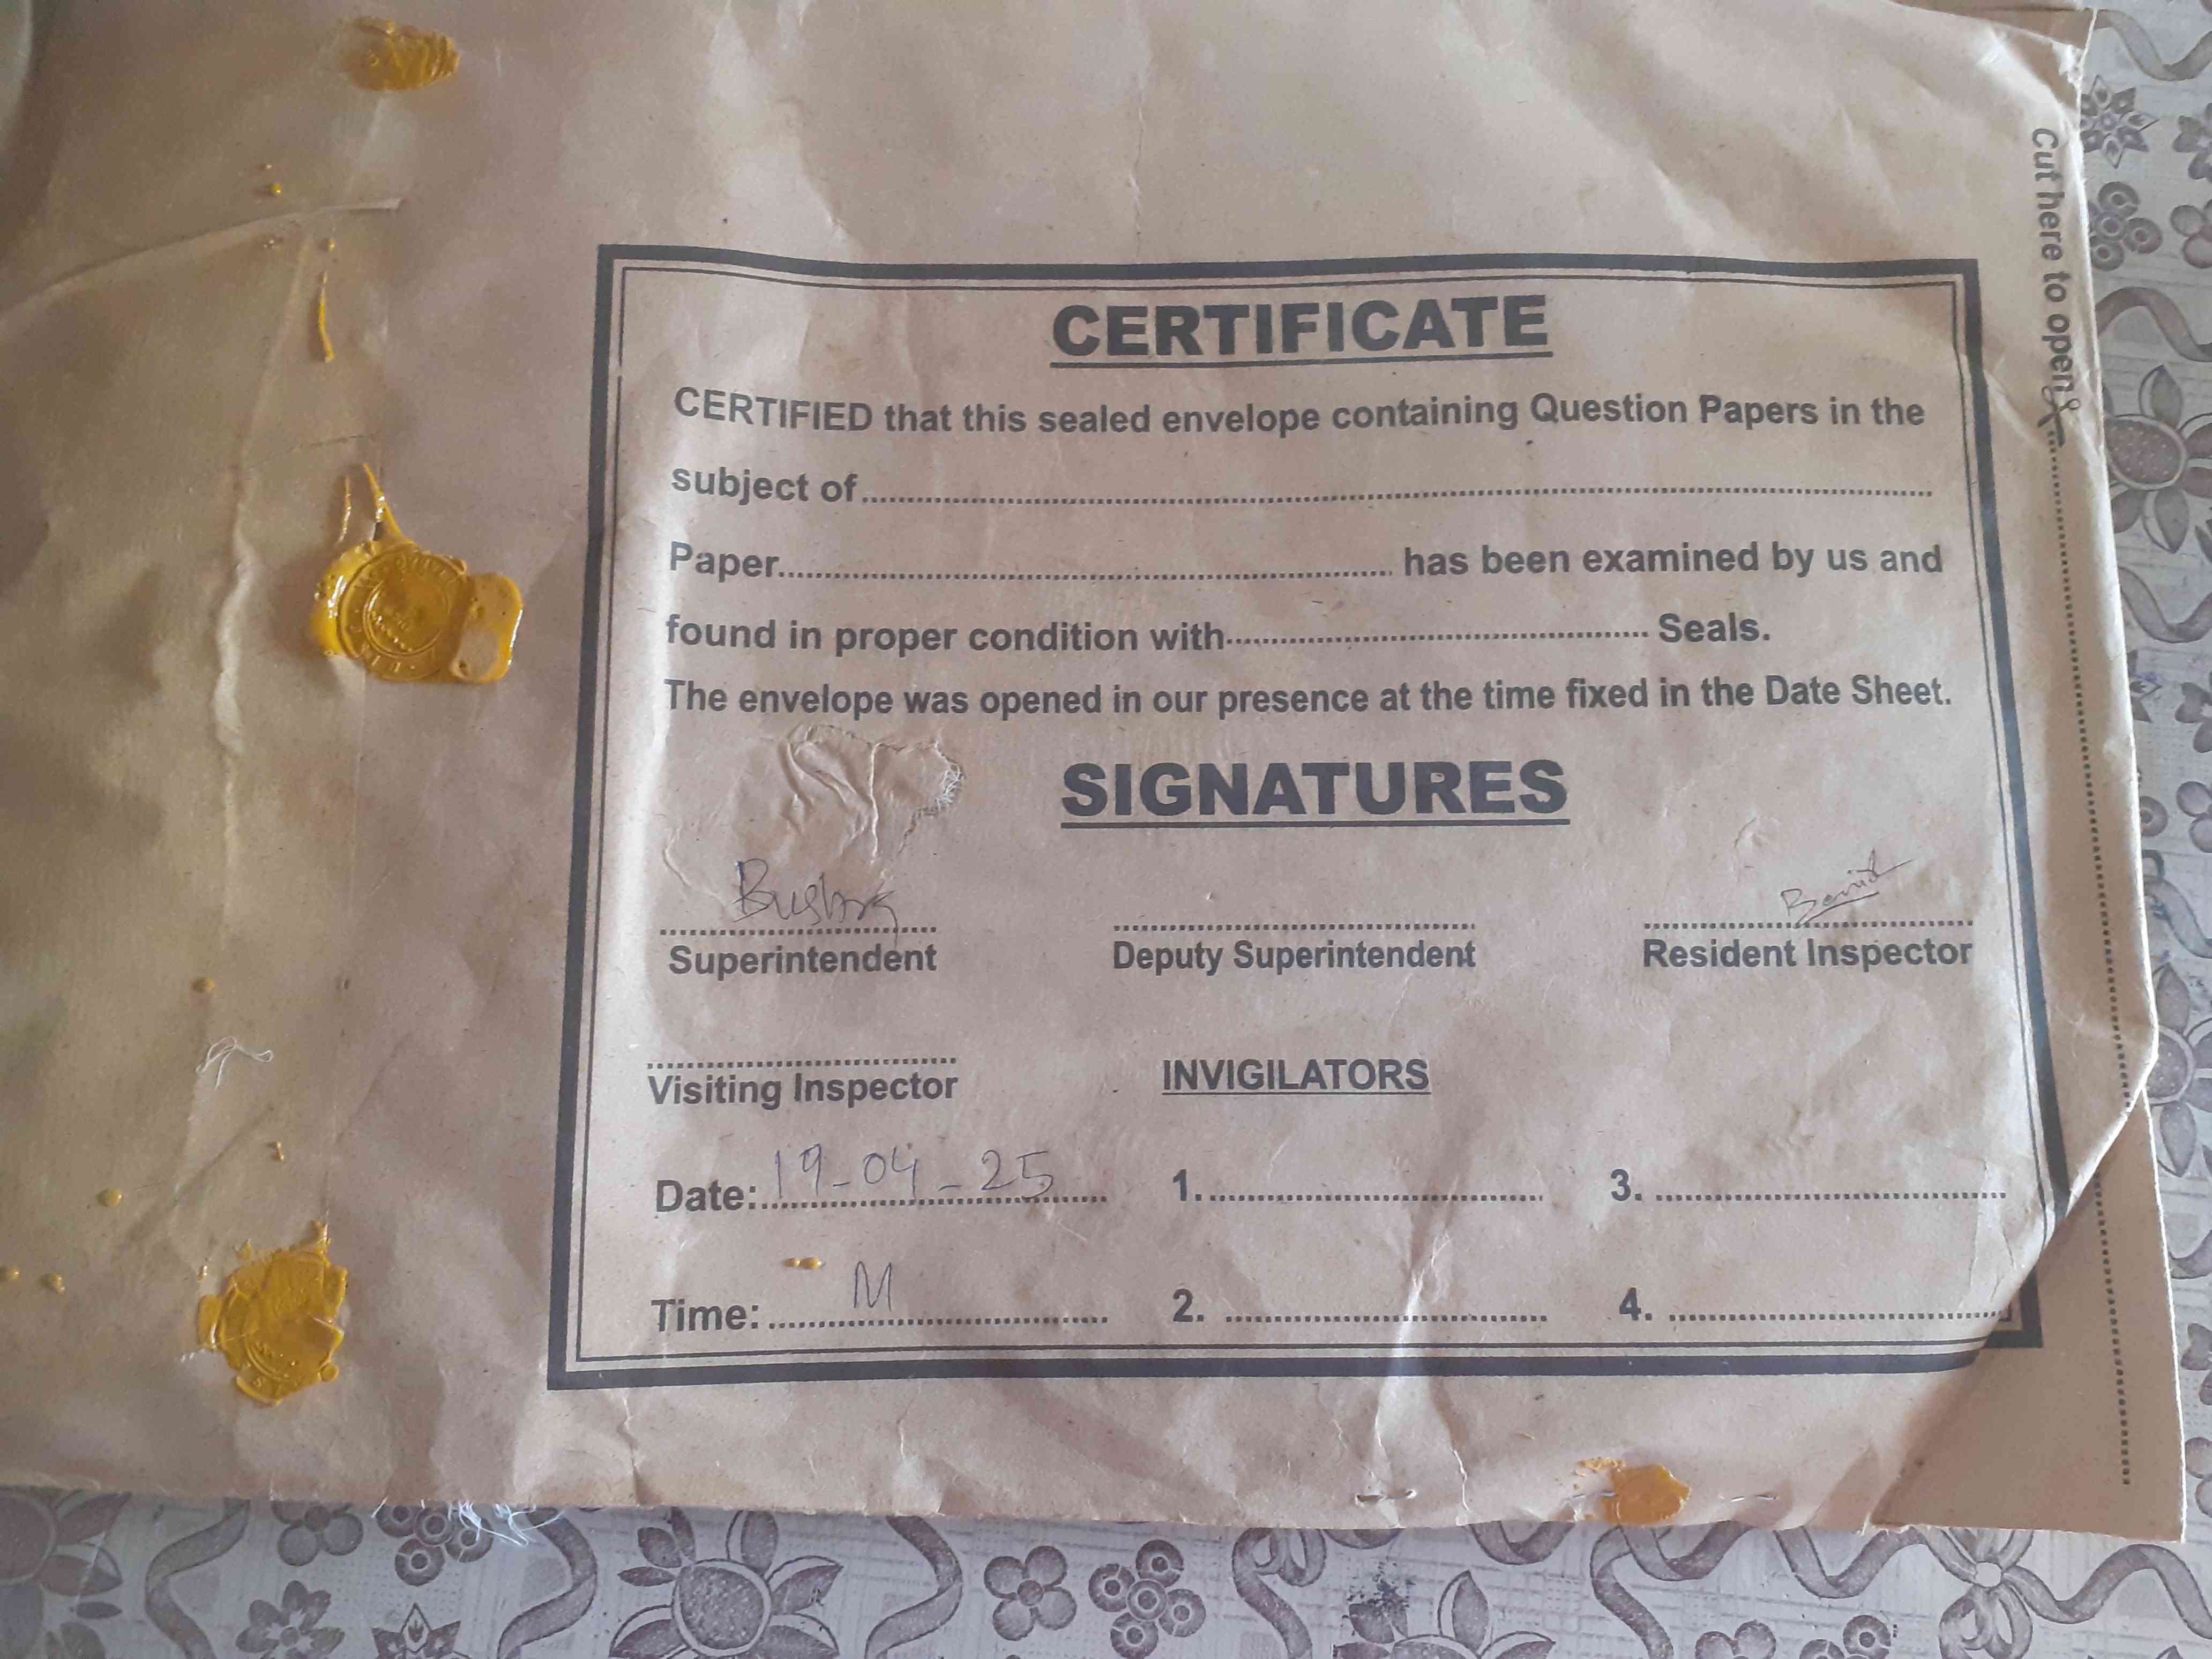 Cut here to open
CERTIFICATE
CERTIFIED that this sealed envelope containing Question Papers in the
subject of
Paper has been examined by us and
found in proper condition with Seals.
The envelope was opened in our presence at the time fixed in the Date Sheet.
SIGNATURES
Bushra
Superintendent Deputy Superintendent Resident Inspector
Visiting Inspector INVIGILATORS
Date: 19-04-25 1. 3.
Time: M 2. 4.